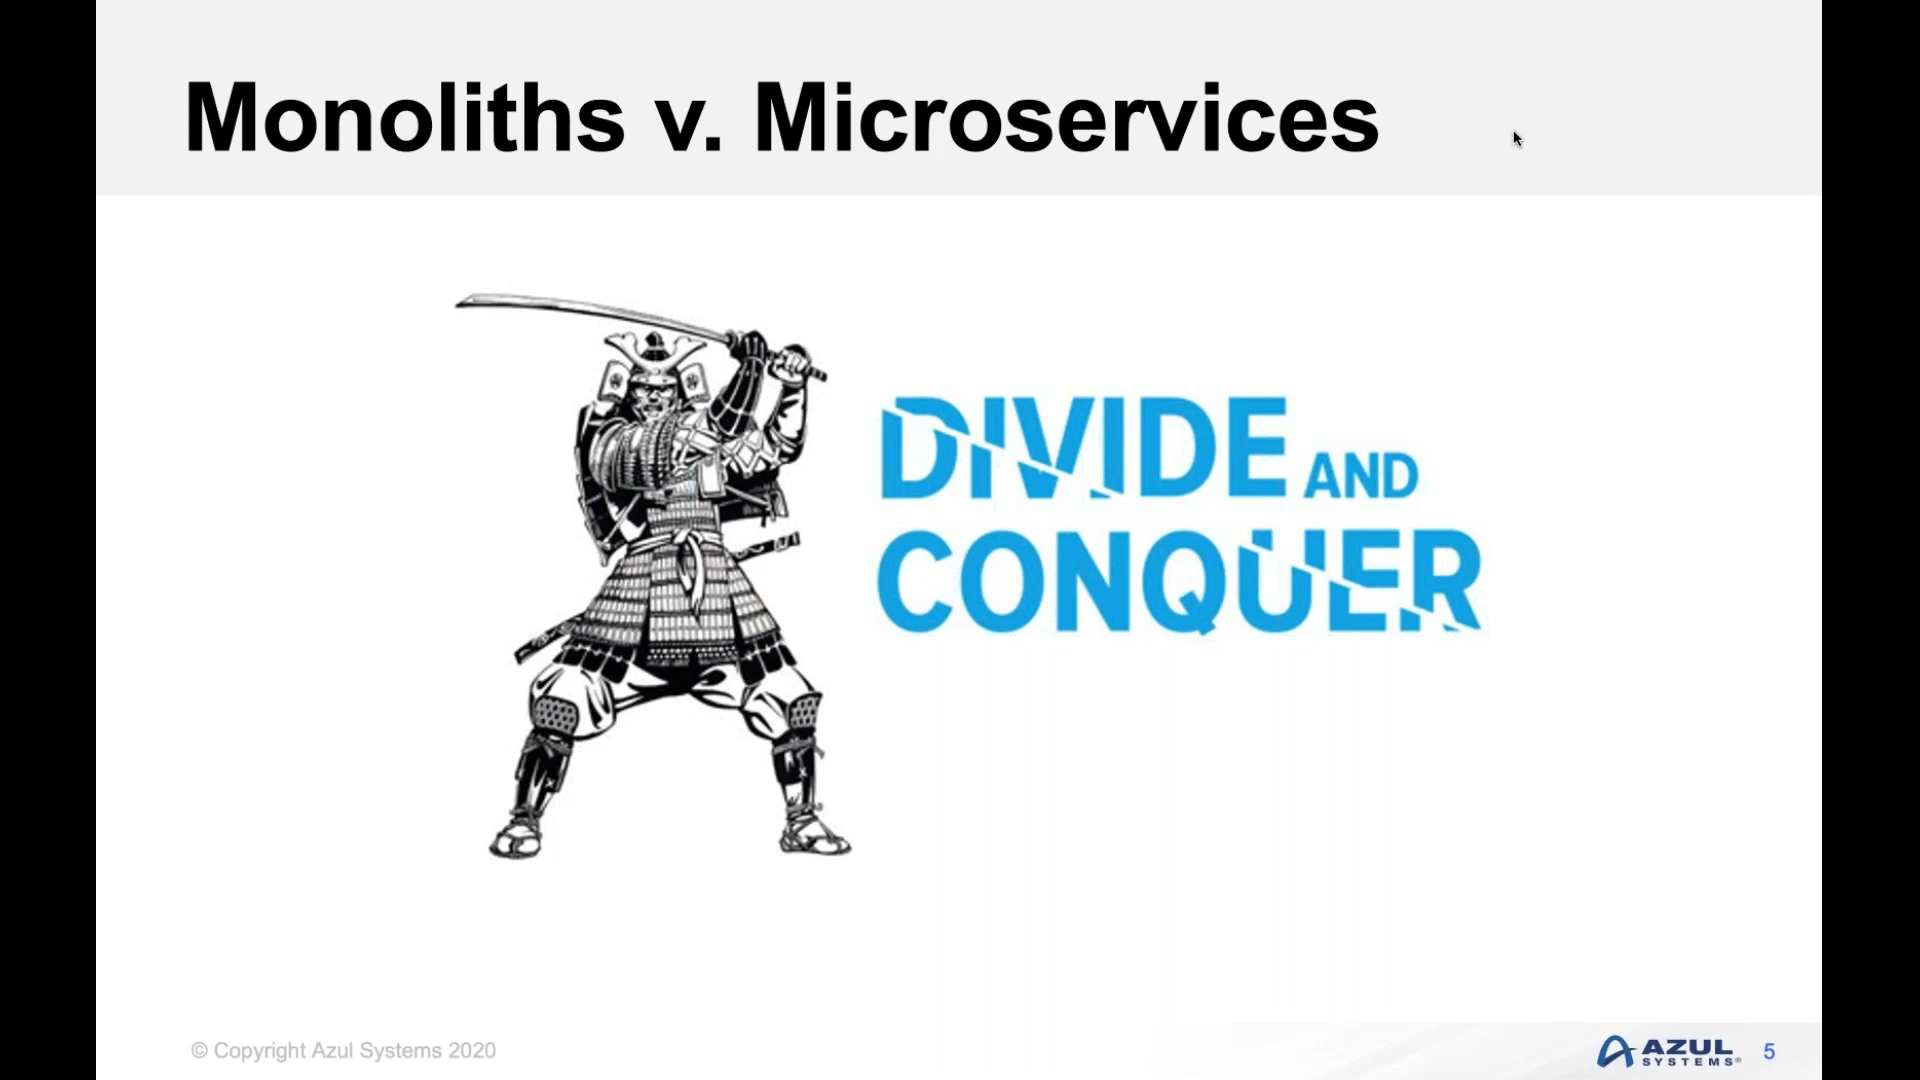 Monoliths v. Microservices
DIVIDE AND
CONQUER
© Copyright Azul Systems 2020
AZUL
SYSTEMS®
5